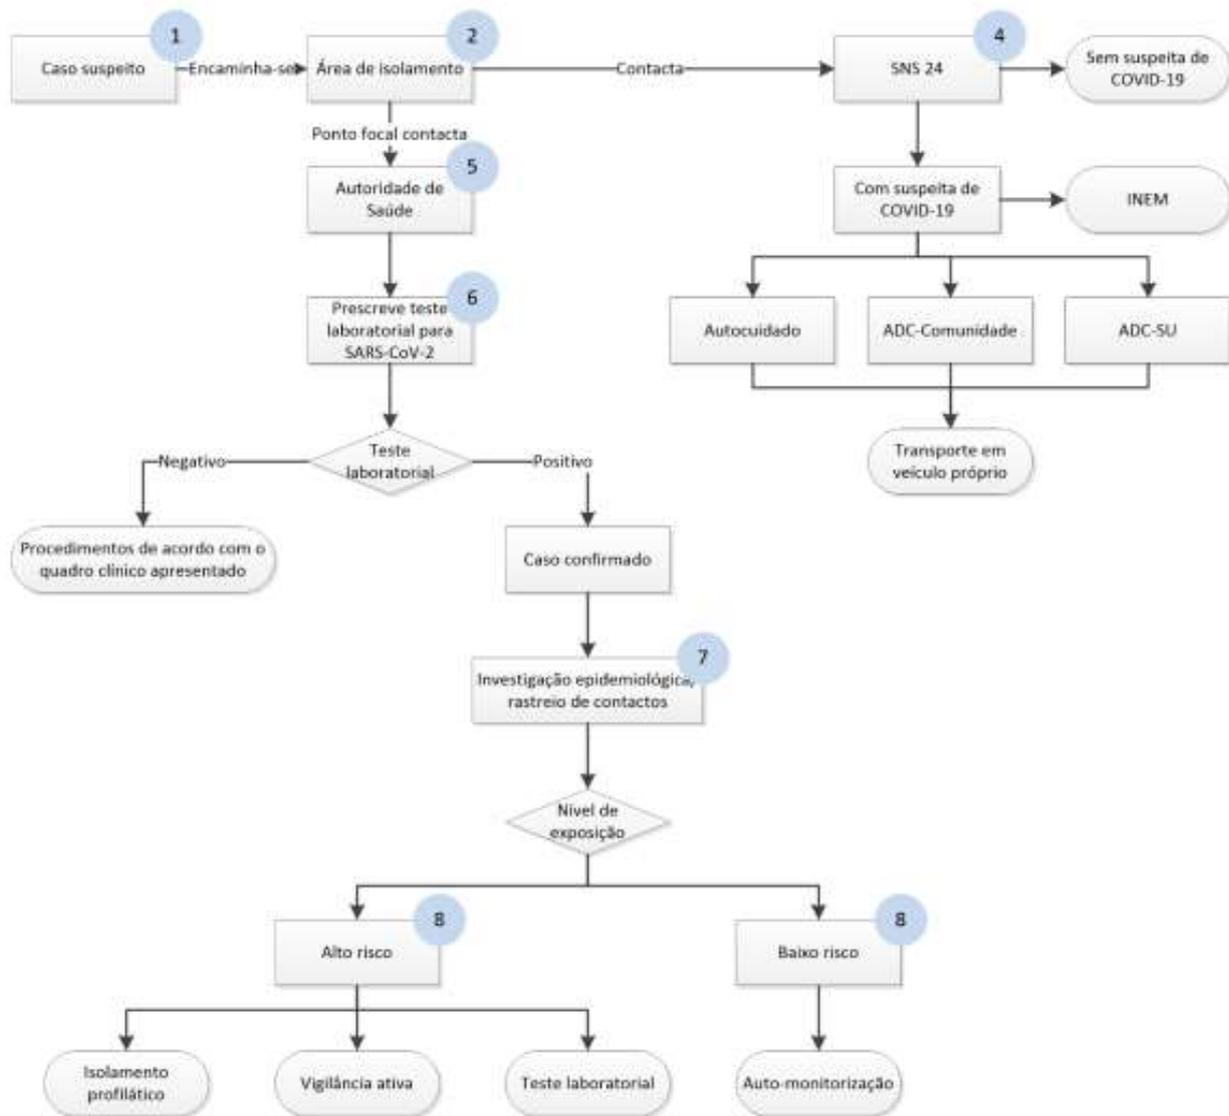 1
Caso suspeito
Encaminha-se
2
Área de isolamento
Contacta
4
SNS 24
Sem suspeita de
COVID-19
Ponto focal contacta
5
Autoridade de
Saúde
Com suspeita de
COVID-19
INEM
6
Prescreve teste
laboratorial para
SARS-CoV-2
Autocuidado
ADC-Comunidade
ADC-SU
Teste
laboratorial
Negativo
Positivo
Transporte em
veículo próprio
Procedimentos de acordo com o
quadro clínico apresentado
Caso confirmado
7
Investigação epidemiológica,
rastreio de contactos
Nível de
exposição
8
Alto risco
8
Baixo risco
Isolamento
profilático
Vigilância ativa
Teste laboratorial
Auto-monitorização